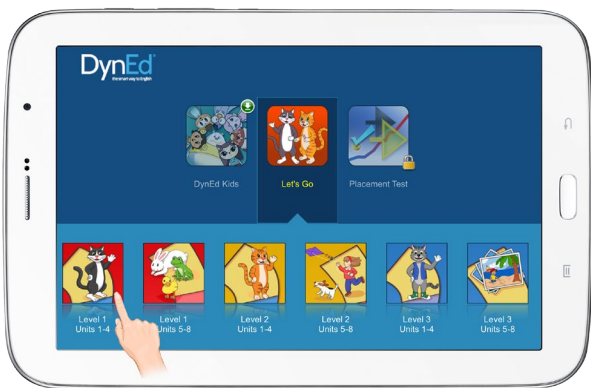 DynEd
the smart way to English
DynEd Kids
Let's Go
Placement Test
Level 1
Units 1-4
Level 1
Units 5-8
Level 2
Units 1-4
Level 2
Units 5-8
Level 3
Units 1-4
Level 3
Units 5-8